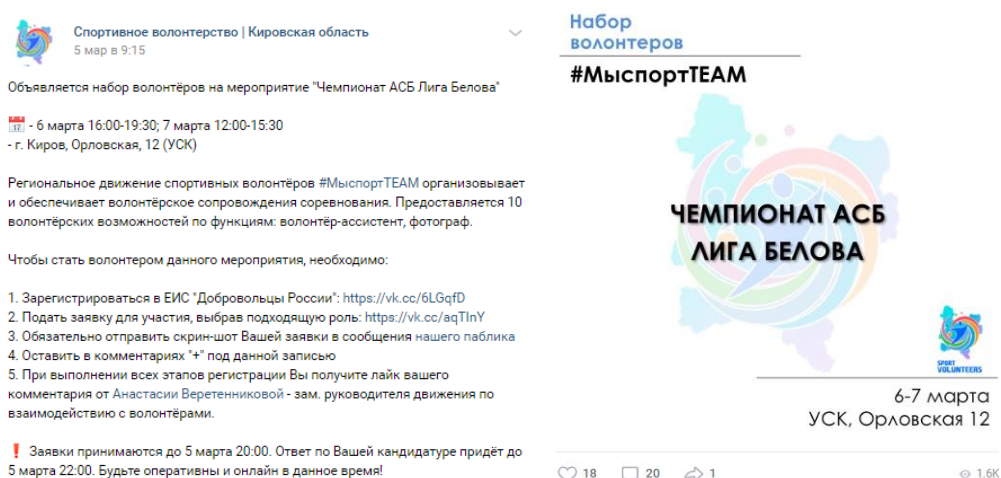 Спортивное волонтерство | Кировская область
5 мар в 9:15
Объявляется набор волонтёров на мероприятие "Чемпионат АСБ Лига Белова"
17 - 6 марта 16:00-19:30; 7 марта 12:00-15:30
- г. Киров, Орловская, 12 (УСК)
Региональное движение спортивных волонтёров #МыспортTEAM организовывает
и обеспечивает волонтёрское сопровождения соревнования. Предоставляется 10
волонтёрских возможностей по функциям: волонтёр-ассистент, фотограф.
Чтобы стать волонтером данного мероприятия, необходимо:
1. Зарегистрироваться в ЕИС "Добровольцы России": https://vk.cc/6LGqfD
2. Подать заявку для участия, выбрав подходящую роль: https://vk.cc/aqTlnY
3. Обязательно отправить скрин-шот Вашей заявки в сообщения нашего паблика
4. Оставить в комментариях "+" под данной записью
5. При выполнении всех этапов регистрации Вы получите лайк вашего
комментария от Анастасии Веретенниковой - зам. руководителя движения по
взаимодействию с волонтёрами.
❗ Заявки принимаются до 5 марта 20:00. Ответ по Вашей кандидатуре придёт до
5 марта 22:00. Будьте оперативны и онлайн в данное время!
Набор
волонтеров
#МыспортTEAM
ЧЕМПИОНАТ АСБ
ЛИГА БЕЛОВА
SPORT
VOLUNTEERS
6-7 марта
УСК, Орловская 12
18 20 1 1.6K